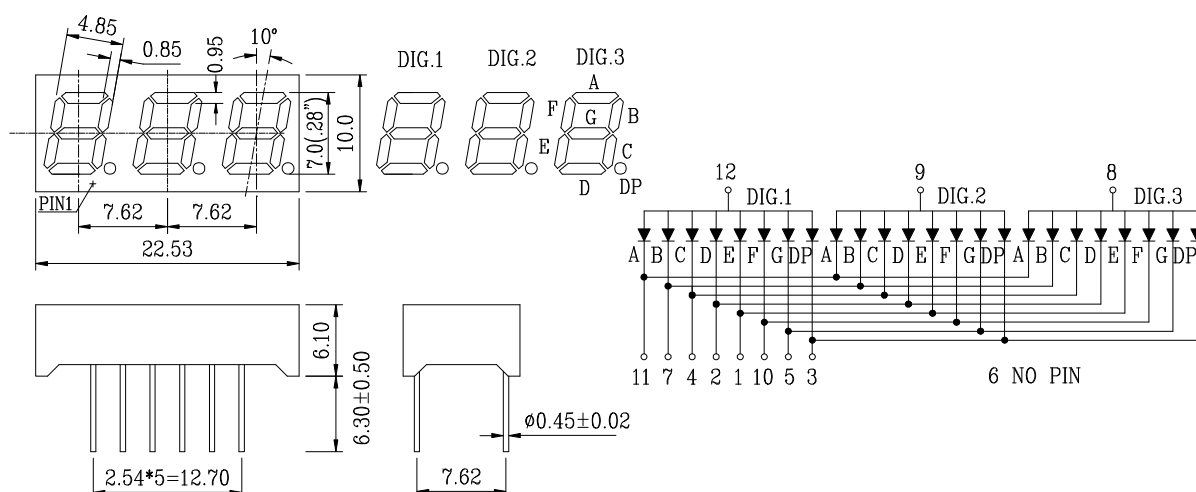 4.85
0.85
0.95
10°
7.0(.28")
10.0
PIN1
7.62
7.62
22.53
DIG.1
DIG.2
DIG.3
A
F
G
B
E
C
D
DP
12
9
8
DIG.1
DIG.2
DIG.3
A B C D E F G DP A B C D E F G DP A B C D E F G DP
11 7 4 2 1 10 5 3
6 NO PIN
6.10
6.30±0.50
2.54*5=12.70
ø0.45±0.02
7.62